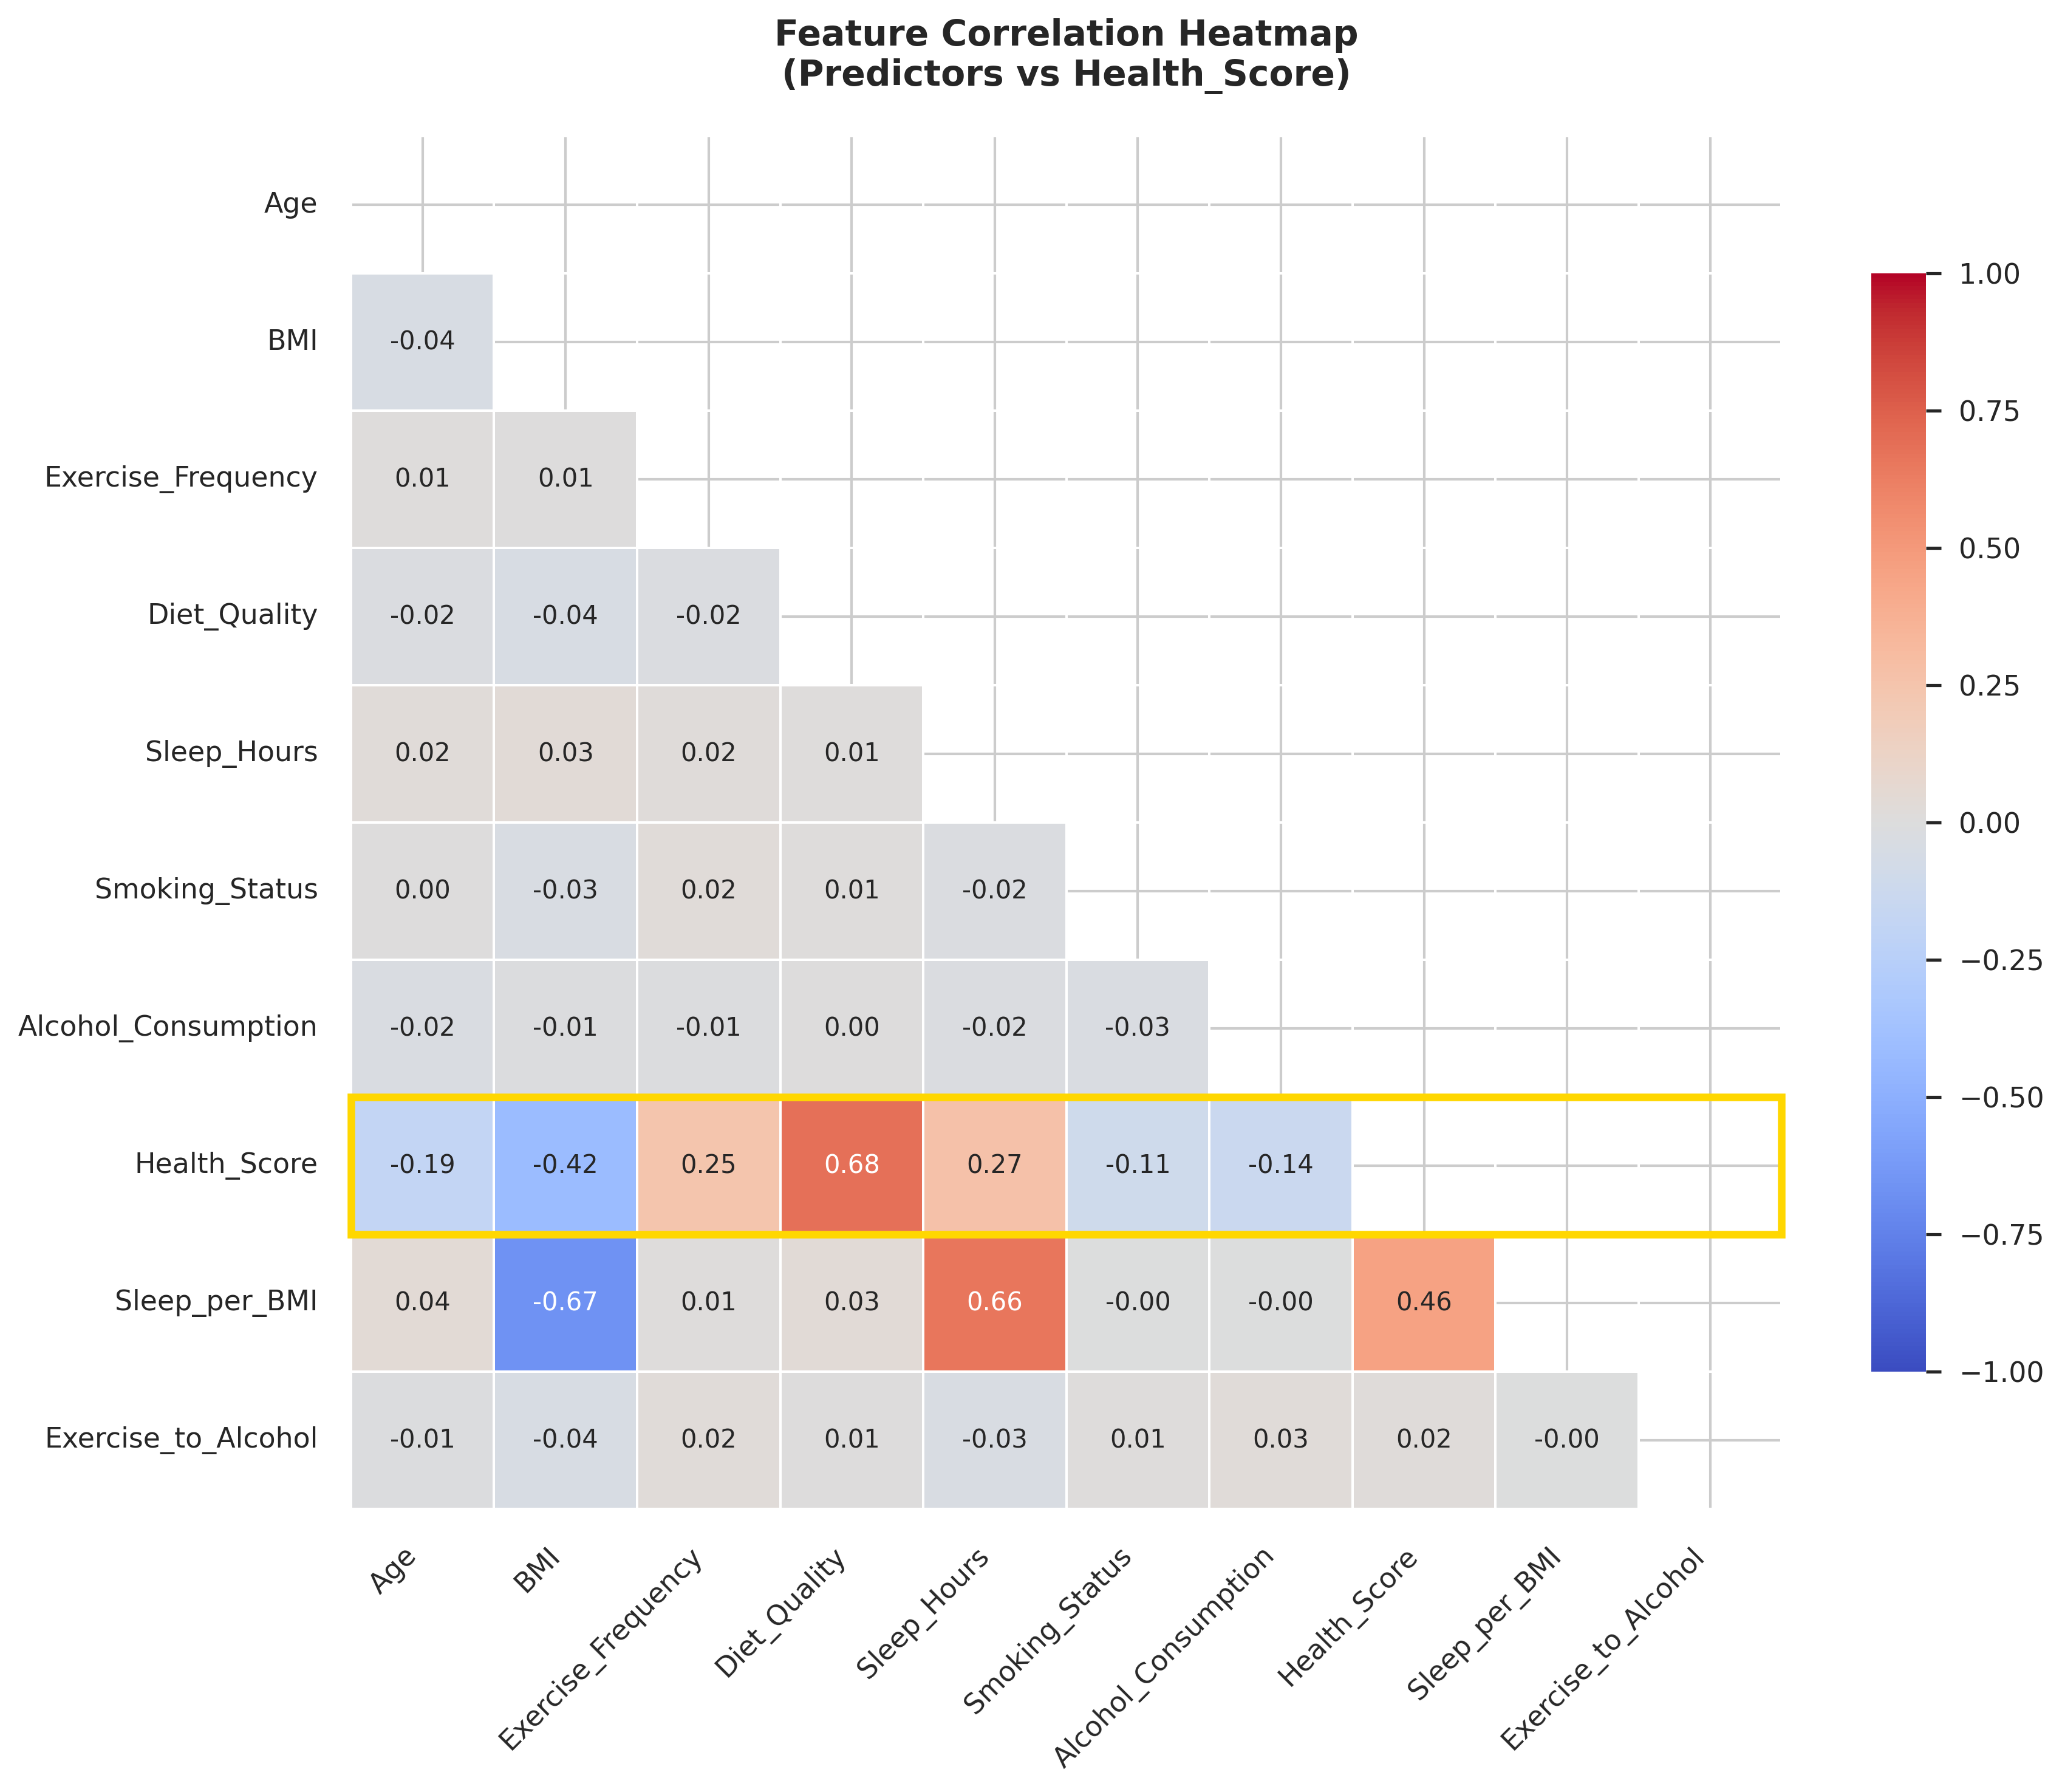 Feature Correlation Heatmap
(Predictors vs Health_Score)
Age
BMI -0.04
Exercise_Frequency 0.01 0.01
Diet_Quality -0.02 -0.04 -0.02
Sleep_Hours 0.02 0.03 0.02 0.01
Smoking_Status 0.00 -0.03 0.02 0.01 -0.02
Alcohol_Consumption -0.02 -0.01 -0.01 0.00 -0.02 -0.03
Health_Score -0.19 -0.42 0.25 0.68 0.27 -0.11 -0.14
Sleep_per_BMI 0.04 -0.67 0.01 0.03 0.66 -0.00 -0.00 0.46
Exercise_to_Alcohol -0.01 -0.04 0.02 0.01 -0.03 0.01 0.03 0.02 -0.00
Age
BMI
Exercise_Frequency
Diet_Quality
Sleep_Hours
Smoking_Status
Alcohol_Consumption
Health_Score
Sleep_per_BMI
Exercise_to_Alcohol
1.00
0.75
0.50
0.25
0.00
−0.25
−0.50
−0.75
−1.00